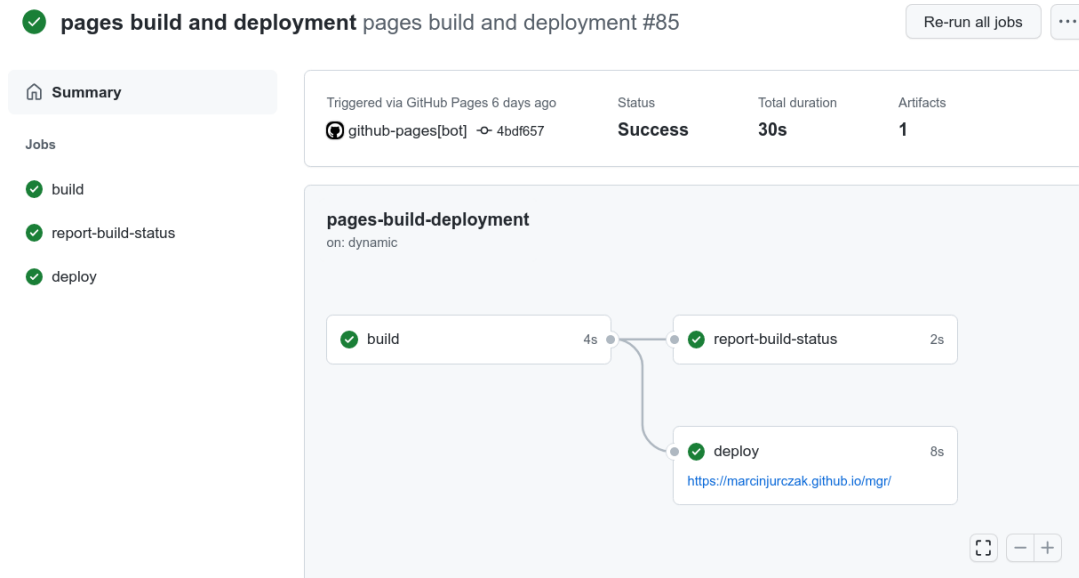 pages build and deployment pages build and deployment #85
Re-run all jobs
Summary
Jobs
build
report-build-status
deploy
Triggered via GitHub Pages 6 days ago
github-pages[bot] 4bdf657
Status
Success
Total duration
30s
Artifacts
1
pages-build-deployment
on: dynamic
build 4s
report-build-status 2s
deploy 8s
https://marcinjurczak.github.io/mgr/